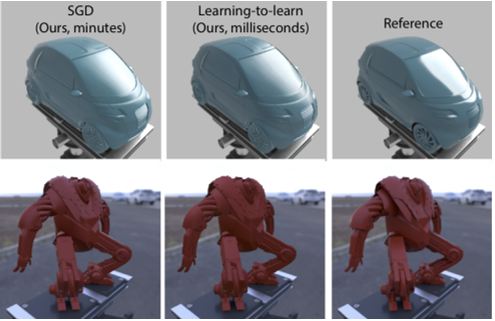 SGD
(Ours, minutes)
Learning-to-learn
(Ours, milliseconds)
Reference